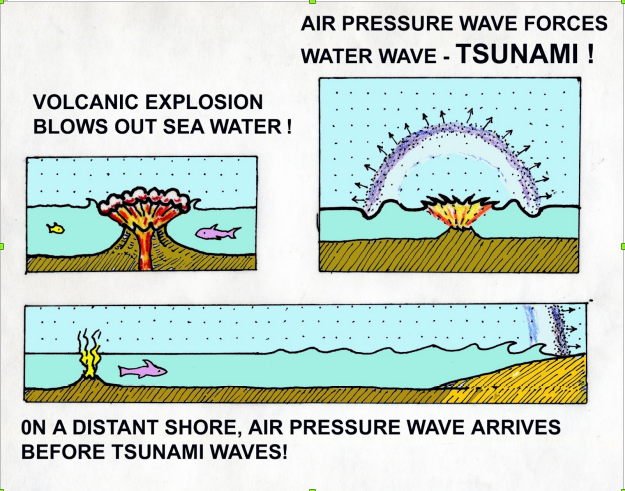 AIR PRESSURE WAVE FORCES
WATER WAVE - TSUNAMI !
VOLCANIC EXPLOSION
BLOWS OUT SEA WATER !
0N A DISTANT SHORE, AIR PRESSURE WAVE ARRIVES
BEFORE TSUNAMI WAVES!